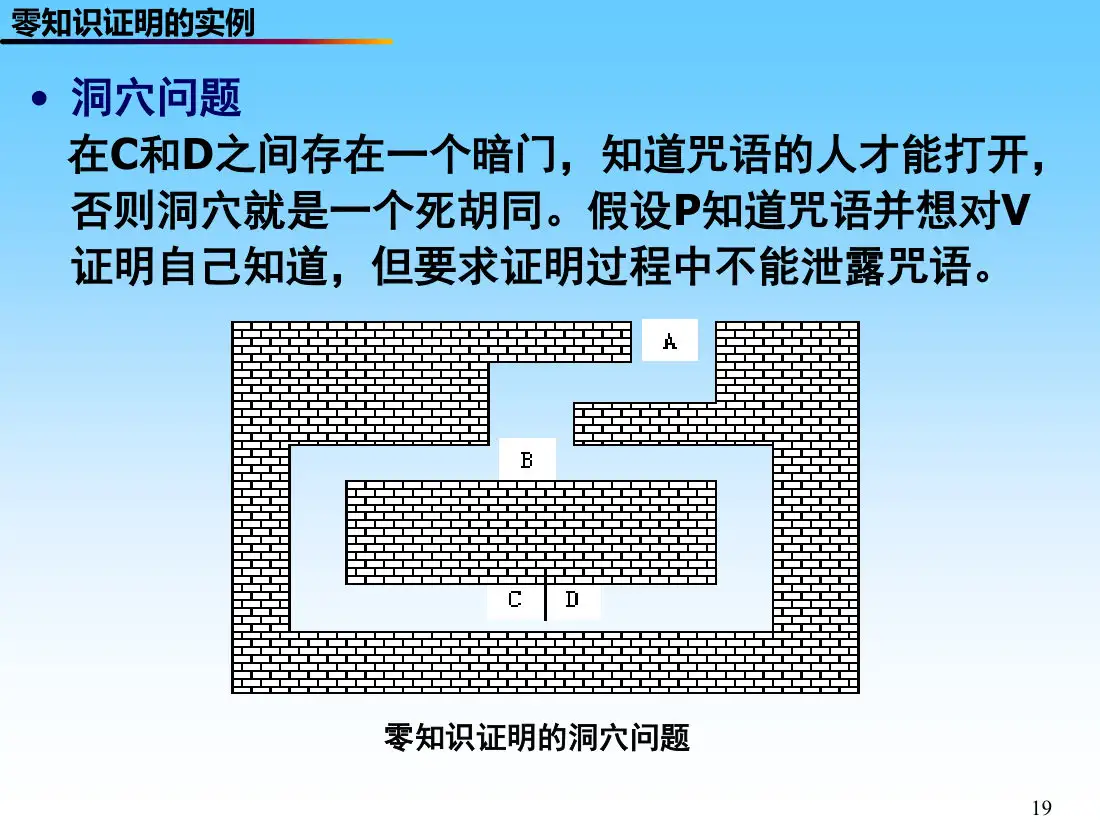 零知识证明的实例
• 洞穴问题
在C和D之间存在一个暗门，知道咒语的人才能打开，
否则洞穴就是一个死胡同。假设P知道咒语并想对V
证明自己知道，但要求证明过程中不能泄露咒语。
A
B
C D
零知识证明的洞穴问题
19